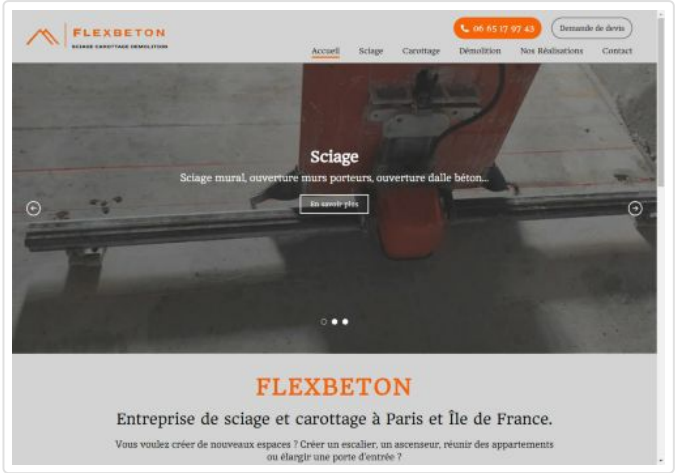 FLEXBETON
SCIAGE CAROTTAGE DEMOLITION
06 65 17 97 43
Demande de devis
Accueil Sciage Carottage Démolition Nos Réalisations Contact
Sciage
Sciage mural, ouverture murs porteurs, ouverture dalle béton...
En savoir plus
FLEXBETON
Entreprise de sciage et carottage à Paris et Île de France.
Vous voulez créer de nouveaux espaces ? Créer un escalier, un ascenseur, réunir des appartements
ou élargir une porte d'entrée ?